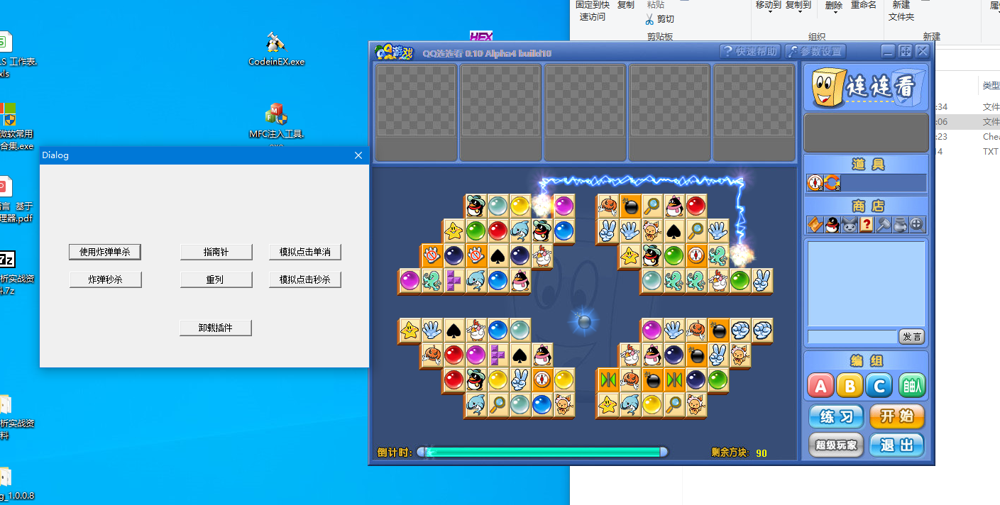 固定到快
速访问
复制
粘贴
剪切
剪贴板
移动到
复制到
删除
重命名
组织
新建
文件夹
新建
S
LS 工作表.
xls
CodeinEX.exe
HEX
微软常用
合集.exe
MFC注入工具.
语言 基于
处理器.pdf
7z
析实战资
料.7z
析实战资
料
g_1.0.0.8
Dialog
使用炸弹单杀
指南针
模拟点击单消
炸弹秒杀
重列
模拟点击秒杀
卸载插件
QQ游戏
QQ连连看 0.10 Alpha4 build10
? 快速帮助
参数设置
连连看
道 具
3
3
商 店
?
发言
编 组
A
B
C
自由人
练 习
开 始
超级玩家
退 出
倒计时:
剩余方块: 90
类型
:34
文件
:06
文件
:23
Chea
14
TXT